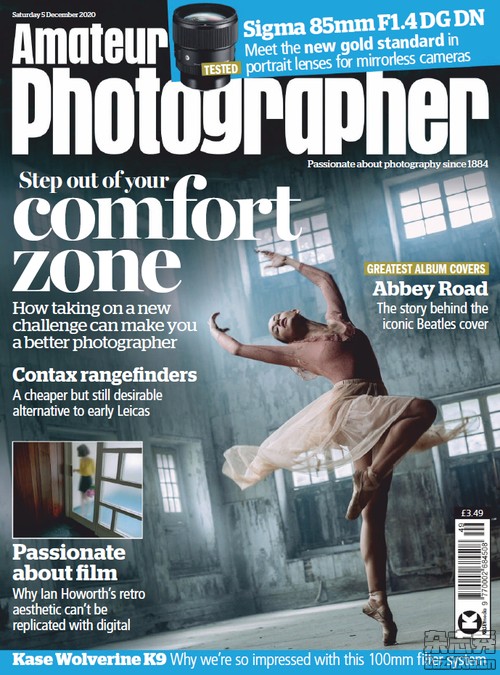 Saturday 5 December 2020
Amateur
Photographer
TESTED
Sigma 85mm F1.4 DG DN
Meet the new gold standard in
portrait lenses for mirrorless cameras
Passionate about photography since 1884
Step out of your
comfort
zone
How taking on a new
challenge can make you
a better photographer
GREATEST ALBUM COVERS
Abbey Road
The story behind the
iconic Beatles cover
Contax rangefinders
A cheaper but still desirable
alternative to early Leicas
Passionate
about film
Why Ian Howorth's retro
aesthetic can't be
replicated with digital
£3.49
49
9 770002 684508
Kase Wolverine K9 Why we're so impressed with this 100mm filter system